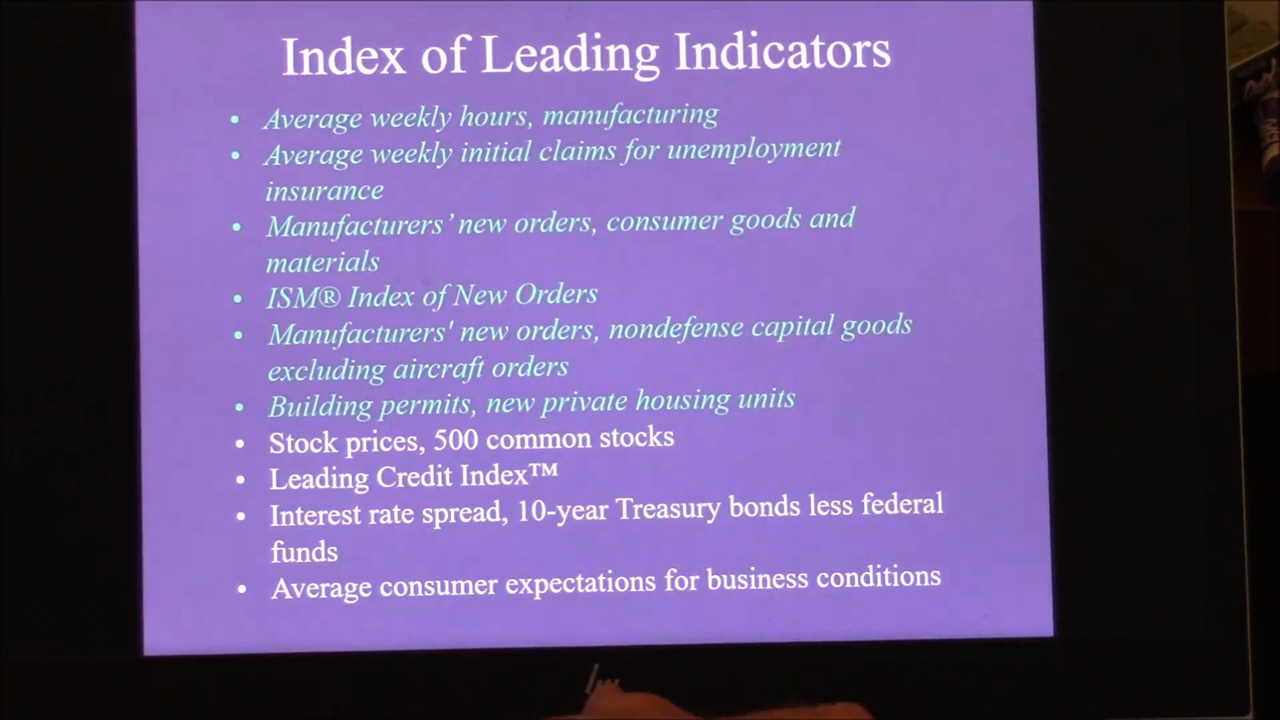 Index of Leading Indicators
• Average weekly hours, manufacturing
• Average weekly initial claims for unemployment
insurance
• Manufacturers’ new orders, consumer goods and
materials
• ISM® Index of New Orders
• Manufacturers' new orders, nondefense capital goods
excluding aircraft orders
• Building permits, new private housing units
• Stock prices, 500 common stocks
• Leading Credit Index™
• Interest rate spread, 10-year Treasury bonds less federal
funds
• Average consumer expectations for business conditions